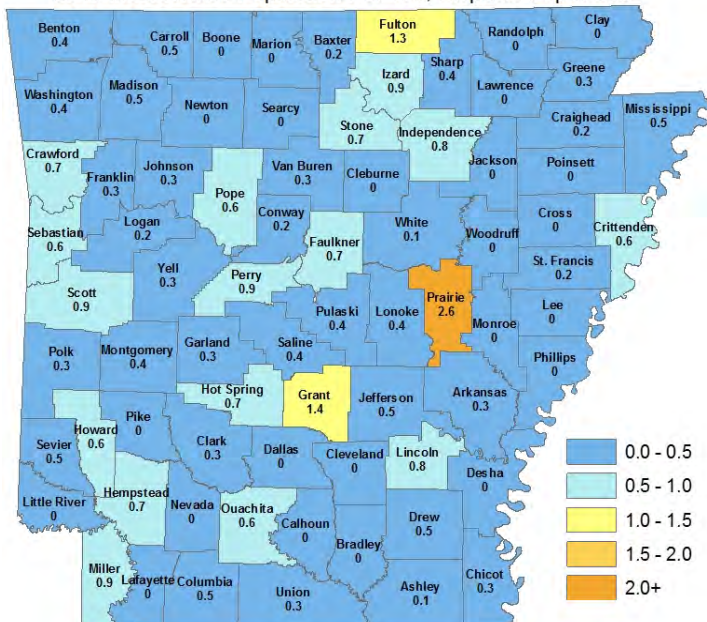 Benton
0.4
Carroll
0.5
Boone
0
Marion
0
Baxter
0.2
Fulton
1.3
Randolph
0
Clay
0
Washington
0.4
Madison
0.5
Newton
0
Searcy
0
Izard
0.9
Sharp
0.4
Lawrence
0
Greene
0.3
Stone
0.7
Independence
0.8
Craighead
0.2
Mississippi
0.5
Crawford
0.7
Franklin
0.3
Johnson
0.3
Pope
0.6
Van Buren
0.3
Cleburne
0
Jackson
0
Poinsett
0
Sebastian
0.6
Logan
0.2
Conway
0.2
Faulkner
0.7
White
0.1
Woodruff
0
Cross
0
Crittenden
0.6
Scott
0.9
Yell
0.3
Perry
0.9
Pulaski
0.4
Lonoke
0.4
Prairie
2.6
Monroe
0
St. Francis
0.2
Lee
0
Phillips
0
Polk
0.3
Montgomery
0.4
Garland
0.3
Saline
0.4
Hot Spring
0.7
Grant
1.4
Jefferson
0.5
Arkansas
0.3
Sevier
0.5
Howard
0.6
Pike
0
Clark
0.3
Dallas
0
Cleveland
0
Lincoln
0.8
Desha
0
Little River
0
Hempstead
0.7
Nevada
0
Ouachita
0.6
Calhoun
0
Bradley
0
Drew
0.5
Miller
0.9
Lafayette
0
Columbia
0.5
Union
0.3
Ashley
0.1
Chicot
0.3
0.0 - 0.5
0.5 - 1.0
1.0 - 1.5
1.5 - 2.0
2.0+